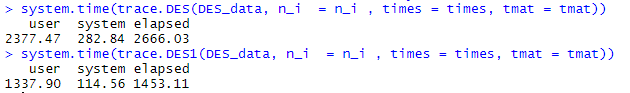 > system.time(trace.DES(DES_data, n_i  = n_i , times = times, tmat = tmat))
   user  system elapsed
2377.47  282.84 2666.03
> system.time(trace.DES1(DES_data, n_i  = n_i , times = times, tmat = tmat))
   user  system elapsed
1337.90  114.56 1453.11